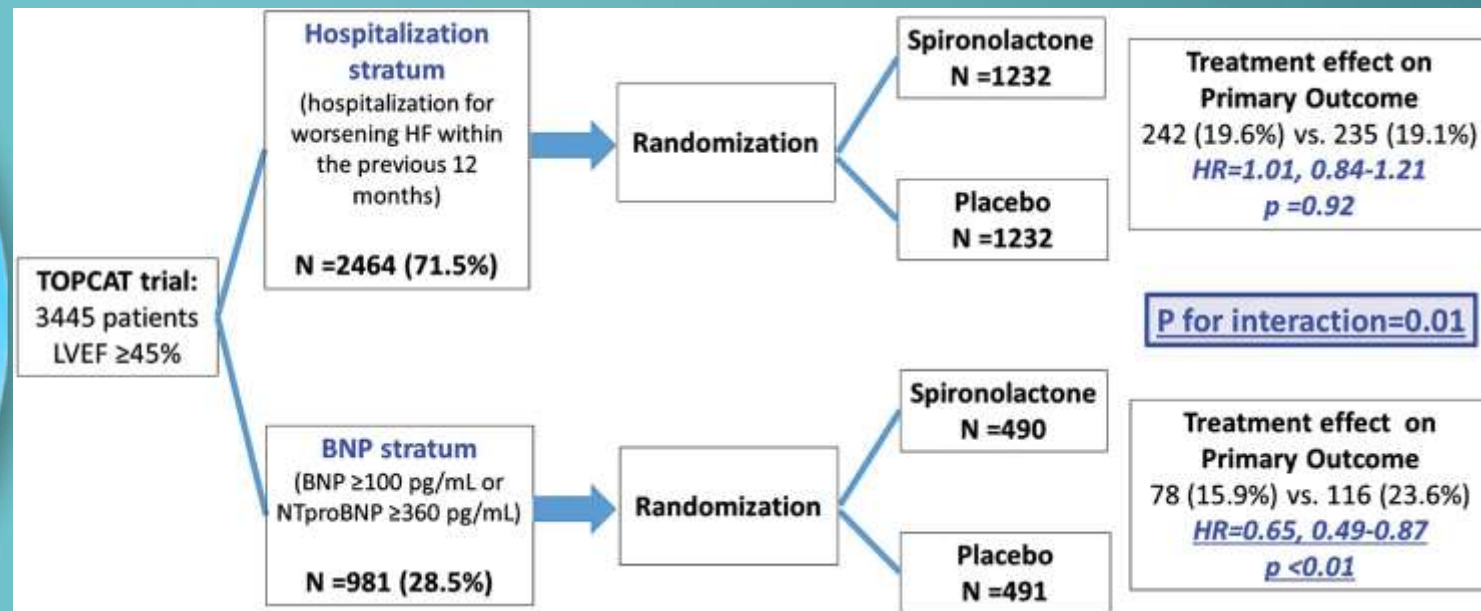 TOPCAT trial:
3445 patients
LVEF ≥45%
Hospitalization
stratum
(hospitalization for
worsening HF within
the previous 12
months)
N =2464 (71.5%)
Randomization
Spironolactone
N =1232
Placebo
N =1232
Treatment effect on
Primary Outcome
242 (19.6%) vs. 235 (19.1%)
HR=1.01, 0.84-1.21
p =0.92
P for interaction=0.01
BNP stratum
(BNP ≥100 pg/mL or
NTproBNP ≥360 pg/mL)
N =981 (28.5%)
Randomization
Spironolactone
N =490
Placebo
N =491
Treatment effect on
Primary Outcome
78 (15.9%) vs. 116 (23.6%)
HR=0.65, 0.49-0.87
p <0.01